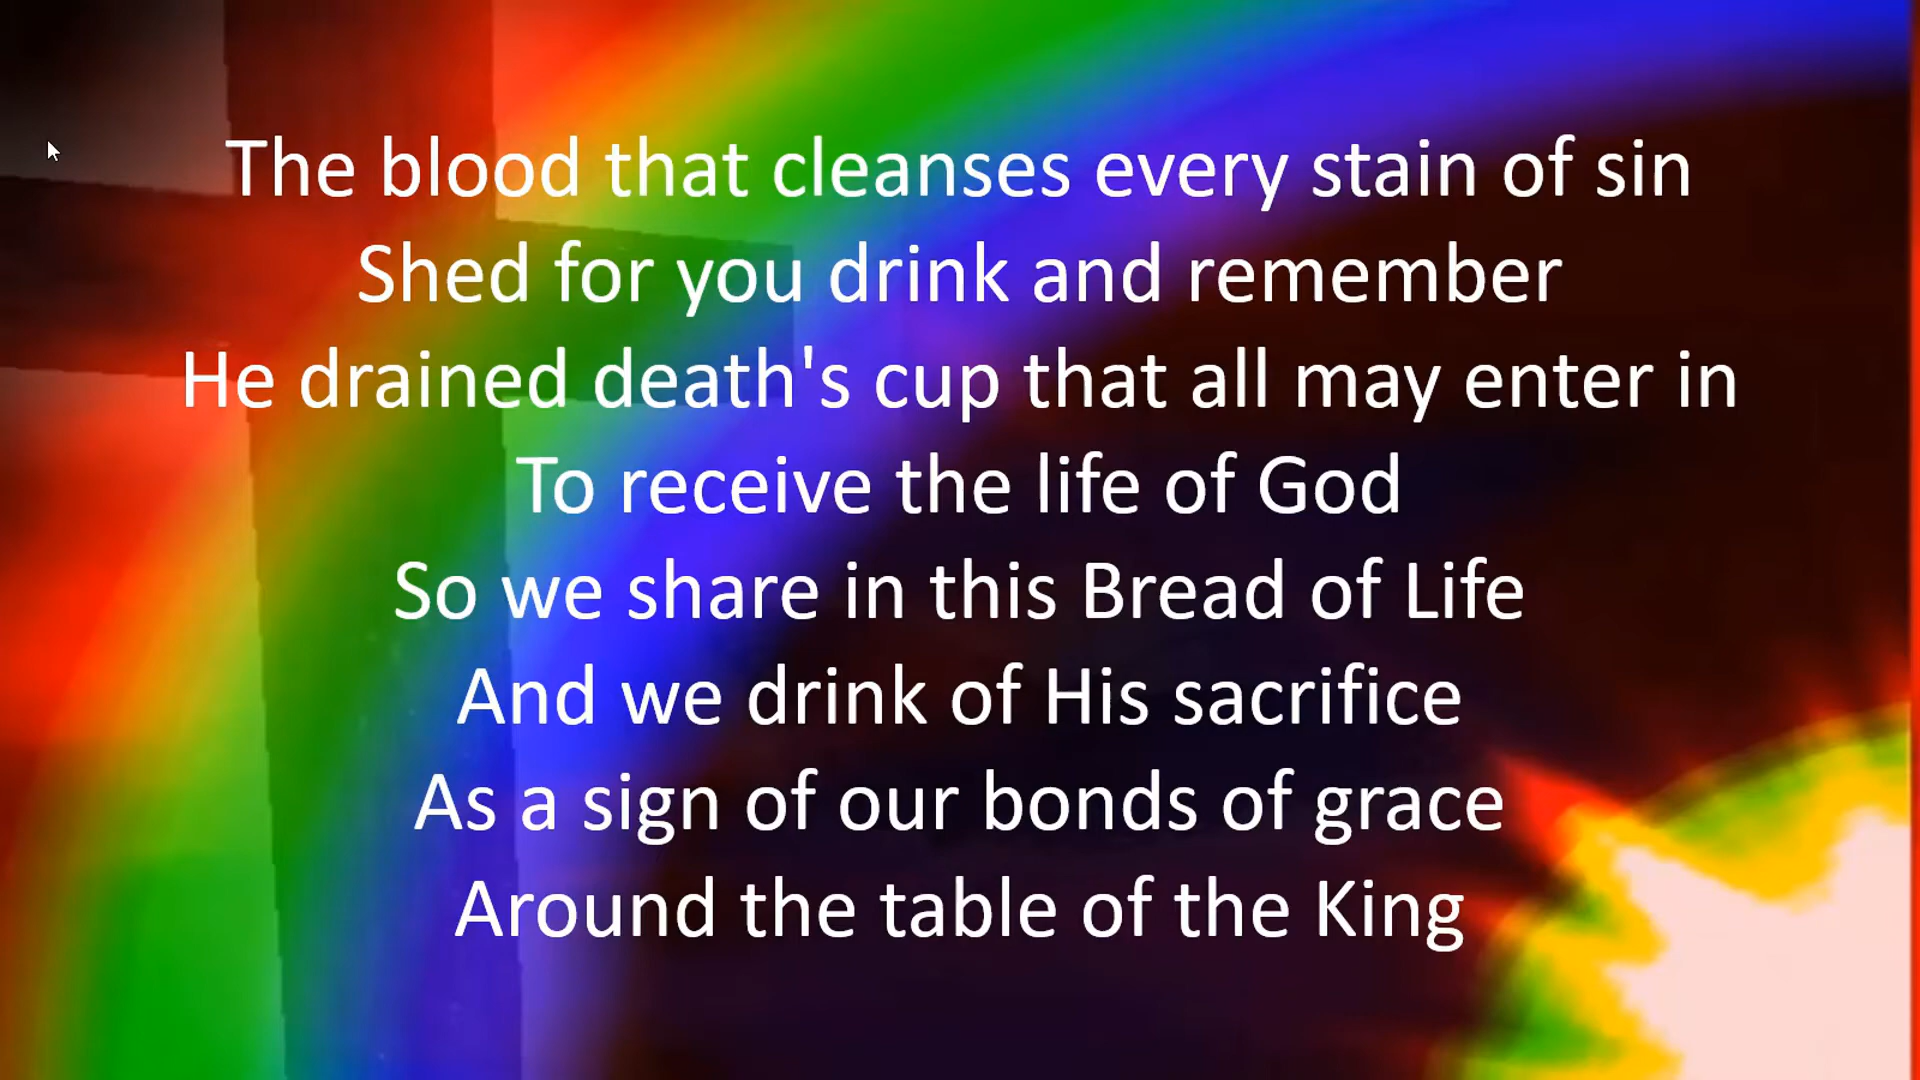 The blood that cleanses every stain of sin
Shed for you drink and remember
He drained death's cup that all may enter in
To receive the life of God
So we share in this Bread of Life
And we drink of His sacrifice
As a sign of our bonds of grace
Around the table of the King